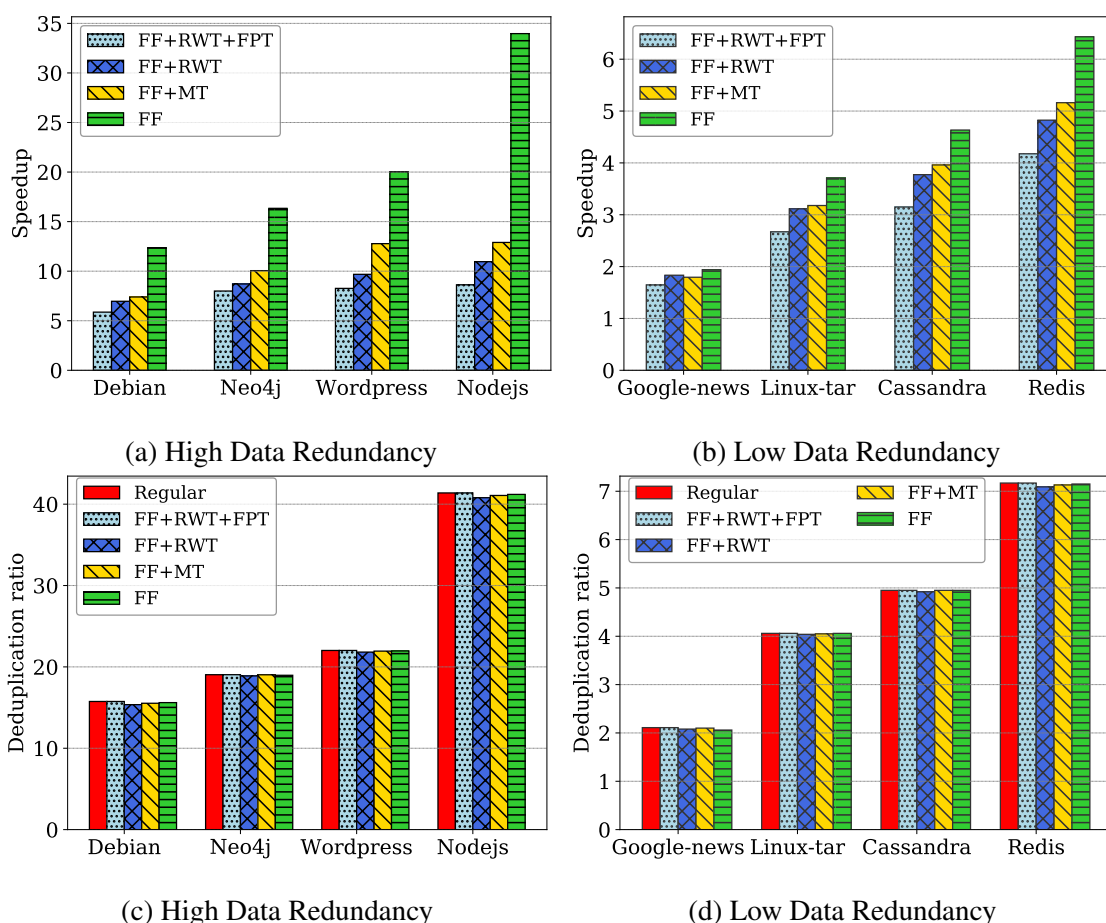 35
30
25
20
15
10
5
0
Speedup
FF+RWT+FPT
FF+RWT
FF+MT
FF
Debian Neo4j Wordpress Nodejs
(a) High Data Redundancy
6
5
4
3
2
1
0
Speedup
FF+RWT+FPT
FF+RWT
FF+MT
FF
Google-news Linux-tar Cassandra Redis
(b) Low Data Redundancy
40
30
20
10
0
Deduplication ratio
Regular
FF+RWT+FPT
FF+RWT
FF+MT
FF
Debian Neo4j Wordpress Nodejs
(c) High Data Redundancy
7
6
5
4
3
2
1
0
Deduplication ratio
Regular
FF+RWT+FPT
FF+RWT
FF+MT
FF
Google-news Linux-tar Cassandra Redis
(d) Low Data Redundancy